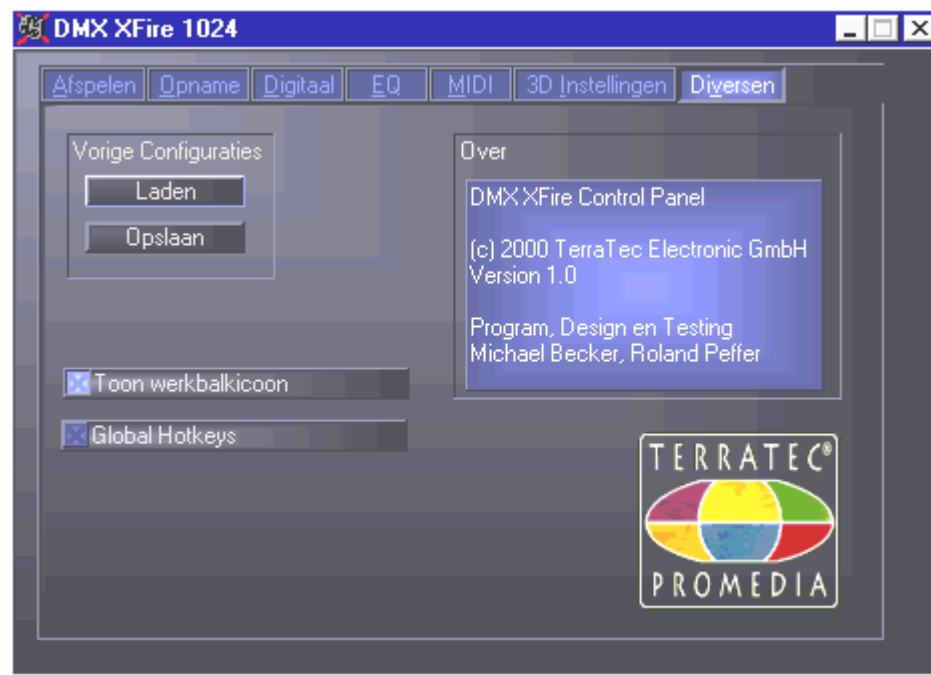 DMX XFire 1024
Afspelen Opname Digitaal EQ MIDI 3D Instellingen Diversen
Vorige Configuraties
Laden
Opslaan
Over
DMX XFire Control Panel
(c) 2000 TerraTec Electronic GmbH
Version 1.0
Program, Design en Testing
Michael Becker, Roland Peffer
Toon werkbalkicoon
Global Hotkeys
TERRATEC®
PROMEDIA